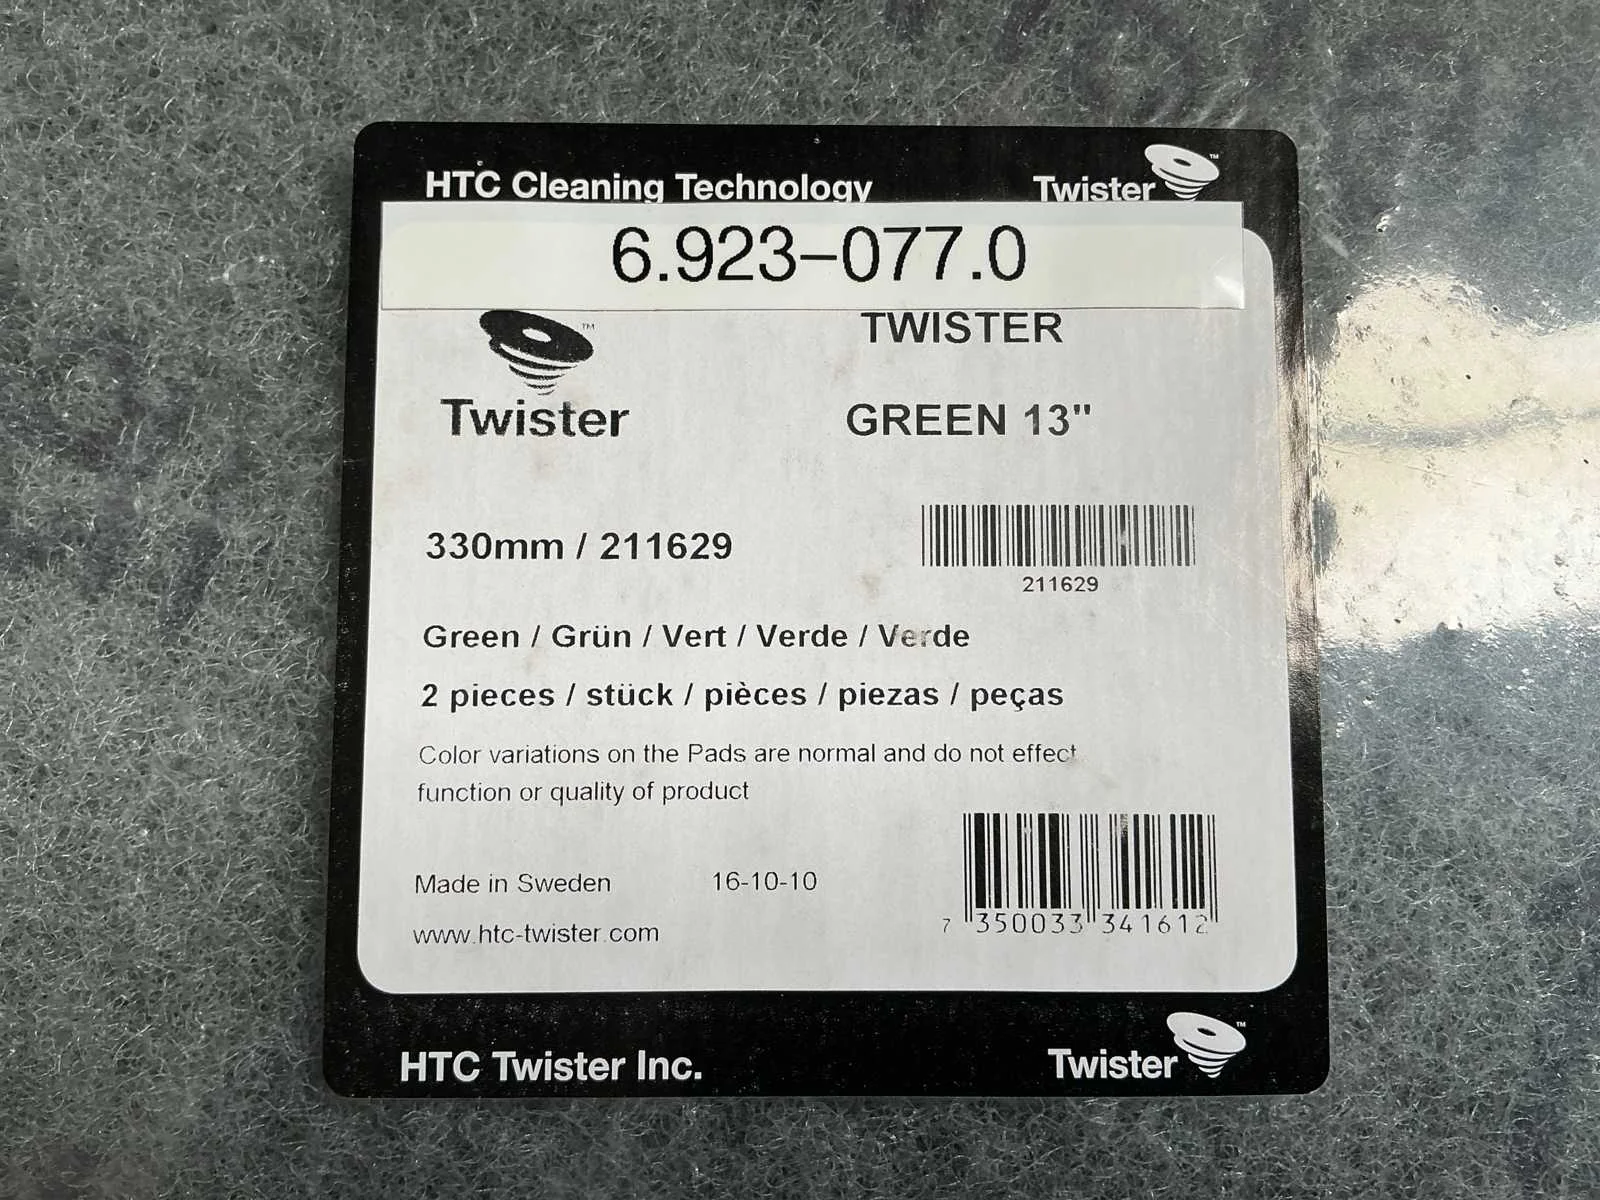 HTC Cleaning Technology
Twister™
6.923-077.0
™
TWISTER
Twister
GREEN 13"
330mm / 211629
211629
Green / Grün / Vert / Verde / Verde
2 pieces / stück / pièces / piezas / peças
Color variations on the Pads are normal and do not effect
function or quality of product
Made in Sweden 16-10-10
7 350033 341612
www.htc-twister.com
HTC Twister Inc.
Twister™